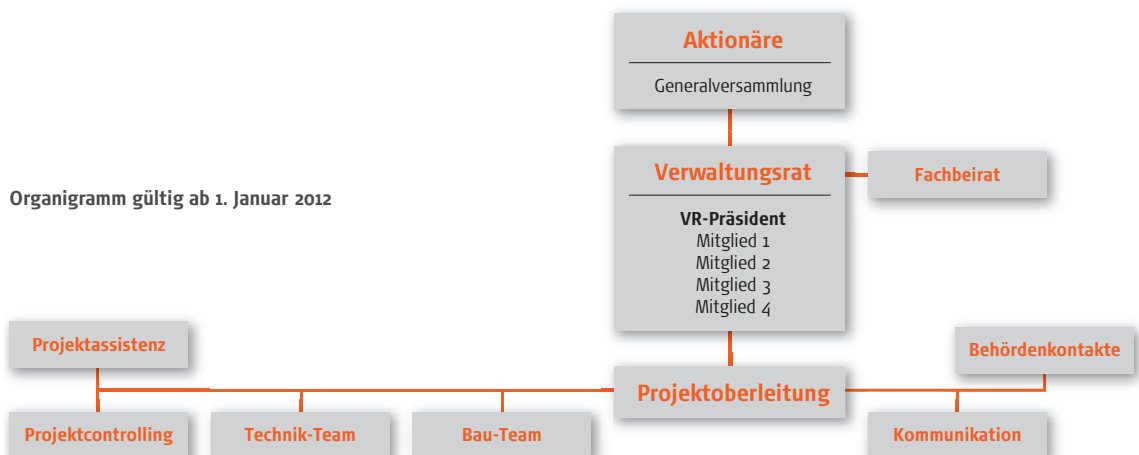 Aktionäre
Generalversammlung
Verwaltungsrat
Fachbeirat
Organigramm gültig ab 1. Januar 2012
VR-Präsident
Mitglied 1
Mitglied 2
Mitglied 3
Mitglied 4
Projektassistenz
Behördenkontakte
Projektoberleitung
Projektcontrolling
Technik-Team
Bau-Team
Kommunikation